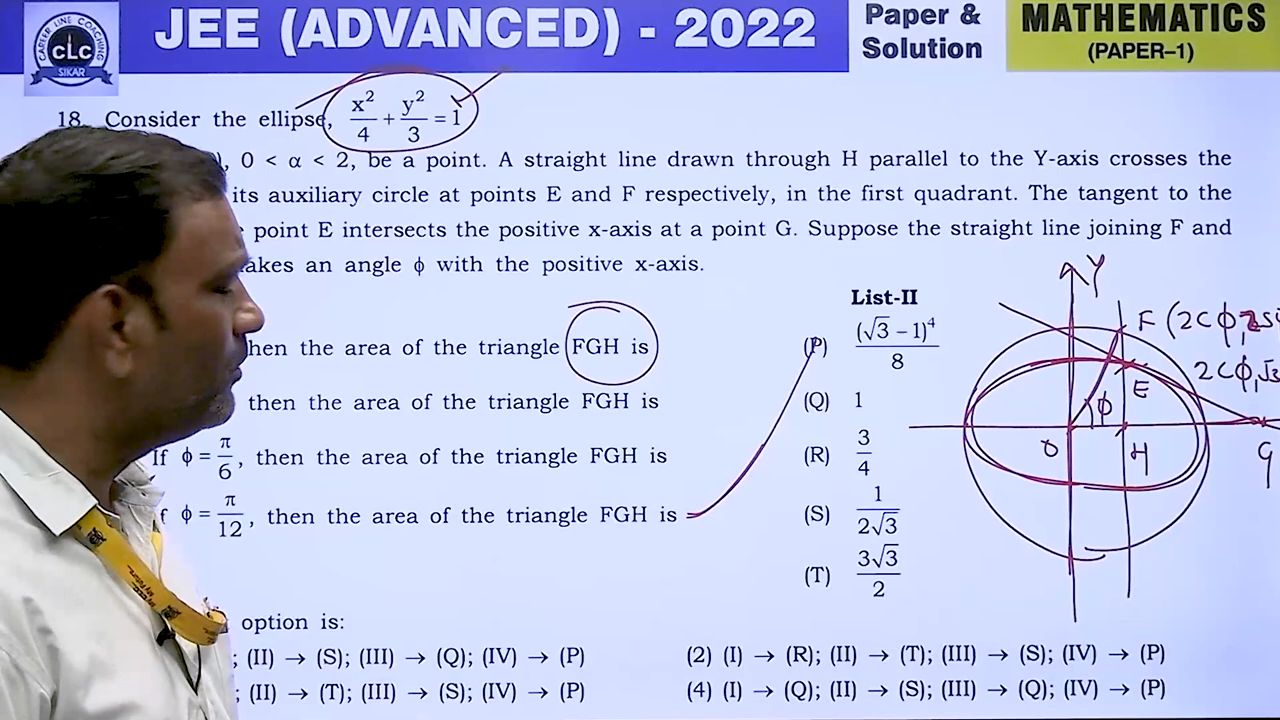 CAREER LINE COACHING
CLC
SIKAR
JEE (ADVANCED) - 2022
Paper & Solution
MATHEMATICS
(PAPER–1)
18. Consider the ellipse, x²/4 + y²/3 = 1
, 0 < α < 2, be a point. A straight line drawn through H parallel to the Y-axis crosses the
its auxiliary circle at points E and F respectively, in the first quadrant. The tangent to the
point E intersects the positive x-axis at a point G. Suppose the straight line joining F and
akes an angle ϕ with the positive x-axis.
List-II
hen the area of the triangle FGH is
(P) (√3 – 1)⁴/8
then the area of the triangle FGH is
(Q) 1
If ϕ = π/6, then the area of the triangle FGH is
(R) 3/4
f ϕ = π/12, then the area of the triangle FGH is
(S) 1/2√3
(T) 3√3/2
Y
F (2Cϕ, 2Si
2Cϕ, √3
E
ϕ
O
H
G
option is:
; (II) → (S); (III) → (Q); (IV) → (P)
(2) (I) → (R); (II) → (T); (III) → (S); (IV) → (P)
; (II) → (T); (III) → (S); (IV) → (P)
(4) (I) → (Q); (II) → (S); (III) → (Q); (IV) → (P)